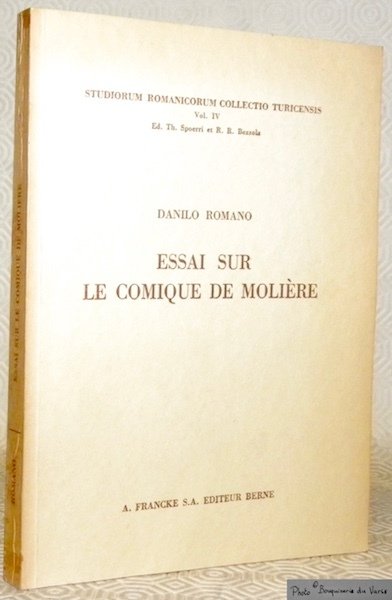 STUDIORUM ROMANICORUM COLLECTIO TURICENSIS
Vol. IV
Ed. Th. Spoerri et R. R. Bezzola
DANILO ROMANO
ESSAI SUR
LE COMIQUE DE MOLIÈRE
A. FRANCKE S.A. EDITEUR BERNE
ROMANO
ESSAI SUR LE COMIQUE DE MOLIÈRE
Photo © Bouquinerie du Varis